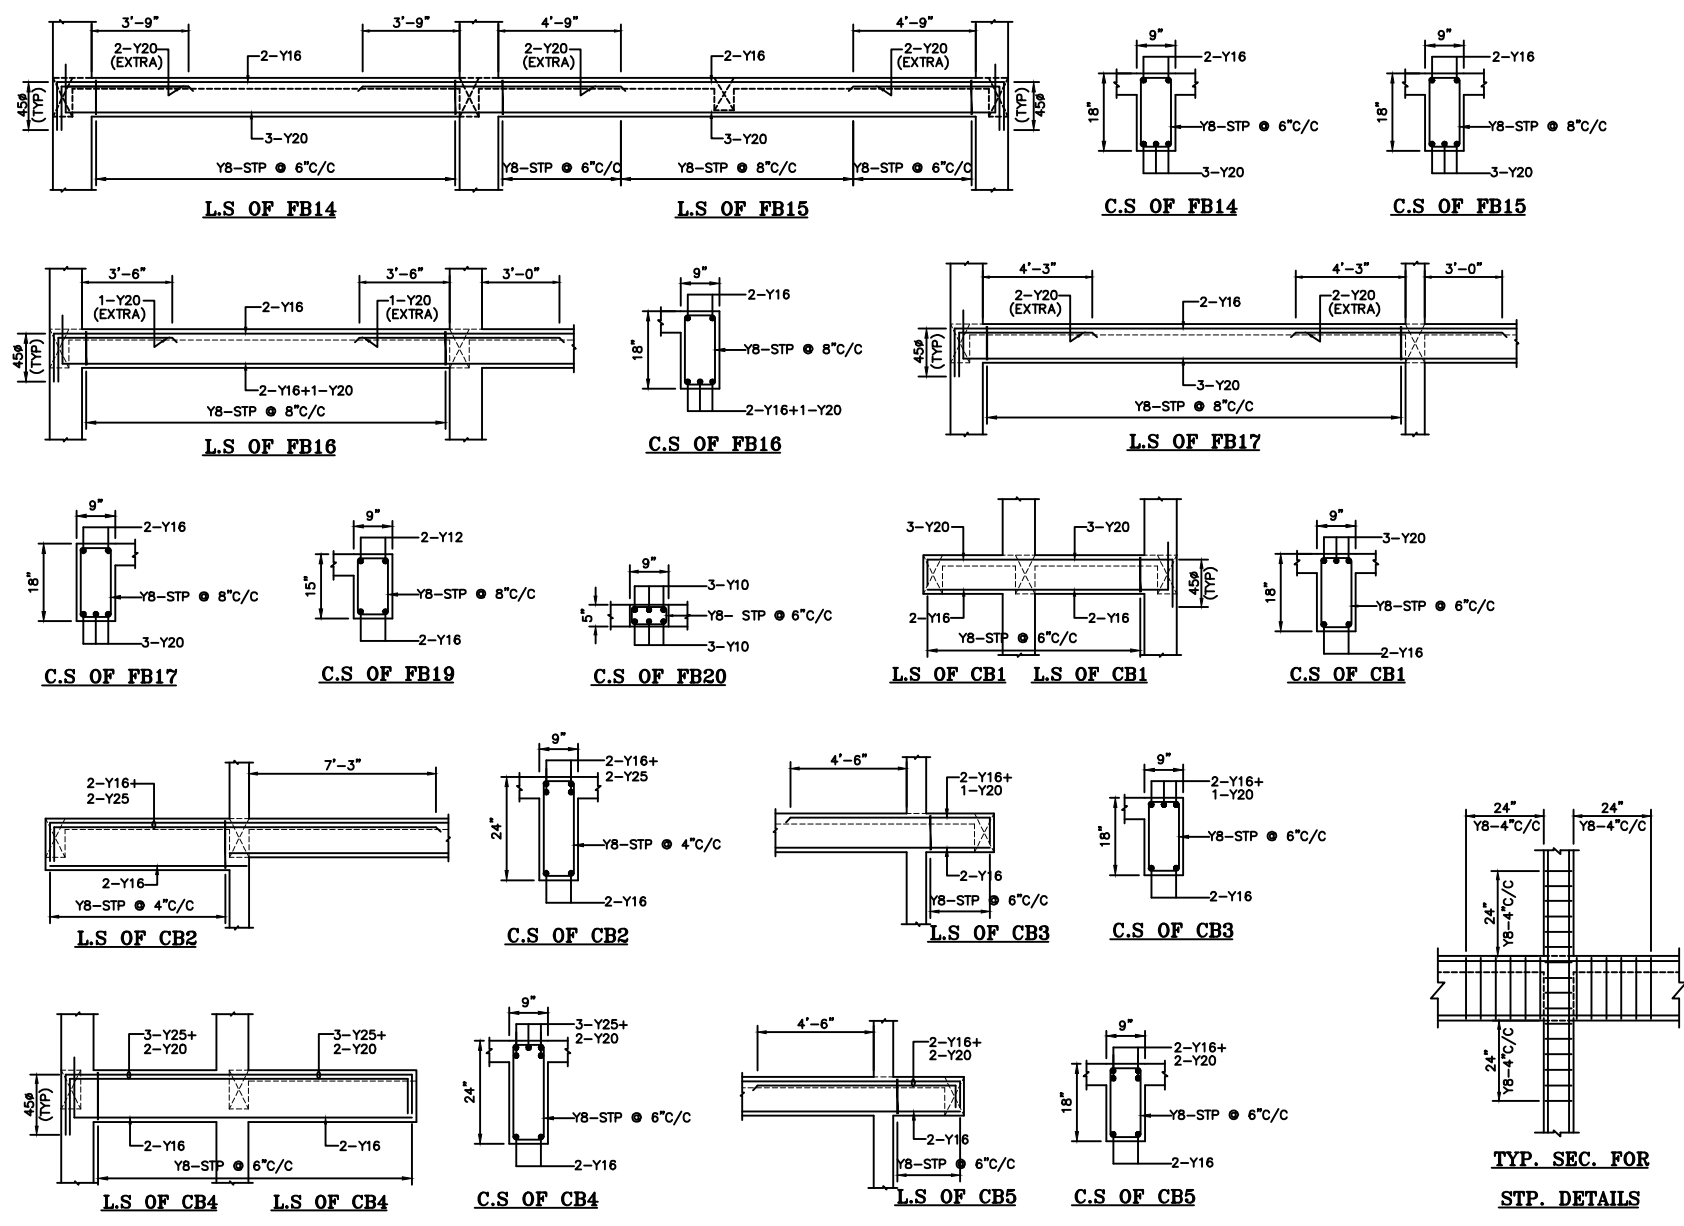 3'-9"
3'-9"
4'-9"
4'-9"
2-Y20
(EXTRA)
2-Y16
2-Y20
(EXTRA)
2-Y16
2-Y20
(EXTRA)
45ø
(TYP)
(TYP)
45ø
3-Y20
3-Y20
Y8-STP @ 6"C/C
Y8-STP @ 6"C/C
Y8-STP @ 8"C/C
Y8-STP @ 6"C/C
L.S OF FB14
L.S OF FB15
9"
2-Y16
18"
Y8-STP @ 6"C/C
3-Y20
C.S OF FB14
9"
2-Y16
18"
Y8-STP @ 8"C/C
3-Y20
C.S OF FB15
3'-6"
3'-6"
3'-0"
1-Y20
(EXTRA)
2-Y16
1-Y20
(EXTRA)
45ø
(TYP)
2-Y16+1-Y20
Y8-STP @ 8"C/C
L.S OF FB16
9"
2-Y16
18"
Y8-STP @ 8"C/C
2-Y16+1-Y20
C.S OF FB16
4'-3"
4'-3"
3'-0"
2-Y20
(EXTRA)
2-Y16
2-Y20
(EXTRA)
45ø
(TYP)
3-Y20
Y8-STP @ 8"C/C
L.S OF FB17
9"
2-Y16
18"
Y8-STP @ 8"C/C
3-Y20
C.S OF FB17
9"
2-Y12
15"
Y8-STP @ 8"C/C
2-Y16
C.S OF FB19
9"
3-Y10
5"
Y8- STP @ 6"C/C
3-Y10
C.S OF FB20
3-Y20
3-Y20
45ø
(TYP)
2-Y16
2-Y16
Y8-STP @ 6"C/C
L.S OF CB1
L.S OF CB1
9"
3-Y20
18"
Y8-STP @ 6"C/C
2-Y16
C.S OF CB1
7'-3"
2-Y16+
2-Y25
2-Y16
Y8-STP @ 4"C/C
L.S OF CB2
9"
2-Y16+
2-Y25
24"
Y8-STP @ 4"C/C
2-Y16
C.S OF CB2
4'-6"
2-Y16+
1-Y20
2-Y16
Y8-STP @ 6"C/C
L.S OF CB3
9"
2-Y16+
1-Y20
18"
Y8-STP @ 6"C/C
2-Y16
C.S OF CB3
3-Y25+
2-Y20
3-Y25+
2-Y20
45ø
(TYP)
2-Y16
2-Y16
Y8-STP @ 6"C/C
L.S OF CB4
L.S OF CB4
9"
3-Y25+
2-Y20
24"
Y8-STP @ 6"C/C
2-Y16
C.S OF CB4
4'-6"
2-Y16+
2-Y20
2-Y16
Y8-STP @ 6"C/C
L.S OF CB5
9"
2-Y16+
2-Y20
18"
Y8-STP @ 6"C/C
2-Y16
C.S OF CB5
24"
Y8-4"C/C
24"
Y8-4"C/C
24"
Y8-4"C/C
24"
Y8-4"C/C
TYP. SEC. FOR
STP. DETAILS